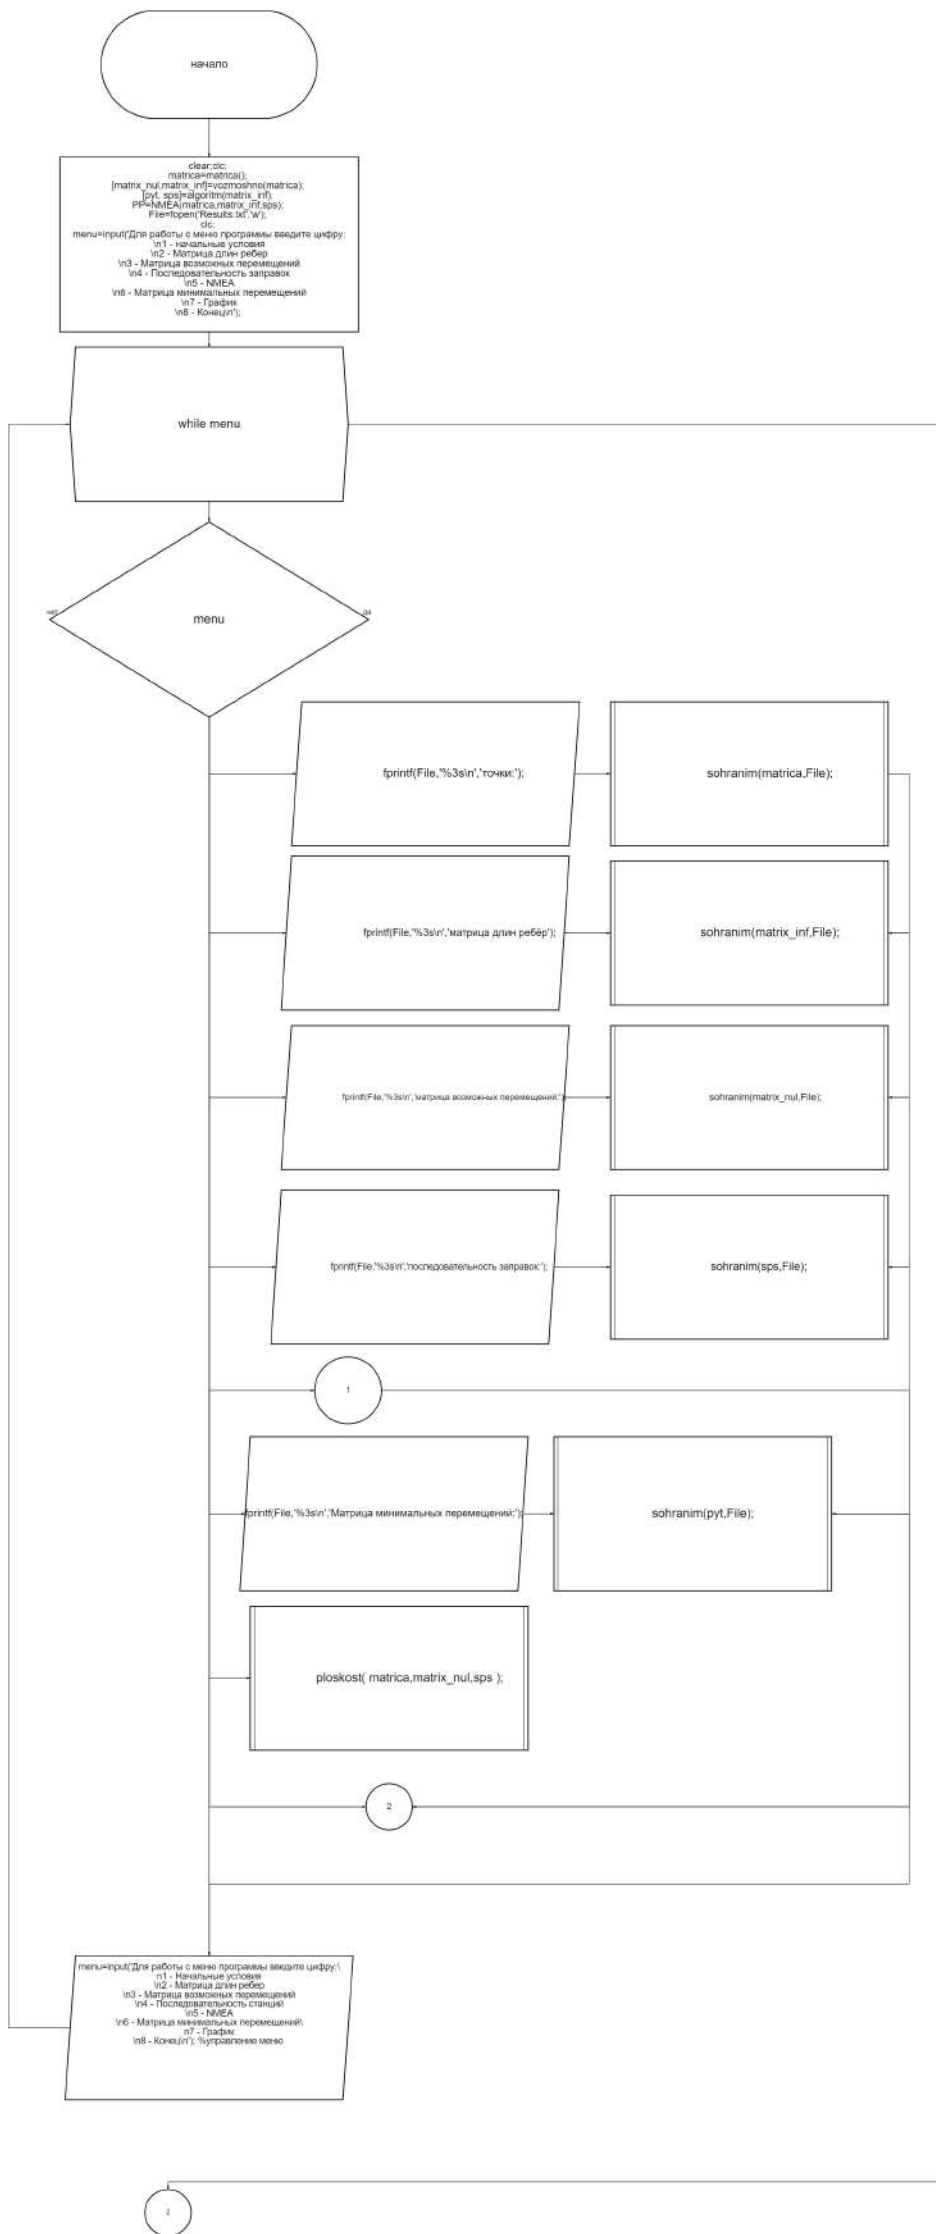 начало
clear;clc;
matrica=matrica();
[matrix_nul,matrix_inf]=vozmoshno(matrica);
[pyt, sps]=algoritm(matrix_inf);
PP=NMEA(matrica,matrix_inf,sps);
File=fopen('Results.txt','w');
clc;
menu=input('Для работы с меню программы введите цифру:
\n1 - начальные условия
\n2 - Матрица длин ребер
\n3 - Матрица возможных перемещений
\n4 - Последовательность заправок
\n5 - NMEA
\n6 - Матрица минимальных перемещений
\n7 - График
\n8 - Конец\n');
while menu
нет
да
menu
fprintf(File,'%3s\n','точки:');
sohranim(matrica,File);
fprintf(File,'%3s\n','матрица длин ребёр');
sohranim(matrix_inf,File);
fprintf(File,'%3s\n','матрица возможных перемещений:')
sohranim(matrix_nul,File);
fprintf(File,'%3s\n','последовательность заправок:');
sohranim(sps,File);
1
fprintf(File,'%3s\n','Матрица минимальных перемещений:');
sohranim(pyt,File);
ploskost( matrica,matrix_nul,sps );
2
menu=input('Для работы с меню программы введите цифру:\
n1 - Начальные условия
\n2 - Матрица длин ребер
\n3 - Матрица возможных перемещений
\n4 - Последовательность станций
\n5 - NMEA
\n6 - Матрица минимальных перемещений\
n7 - График
\n8 - Конец\n'); %управление меню
2